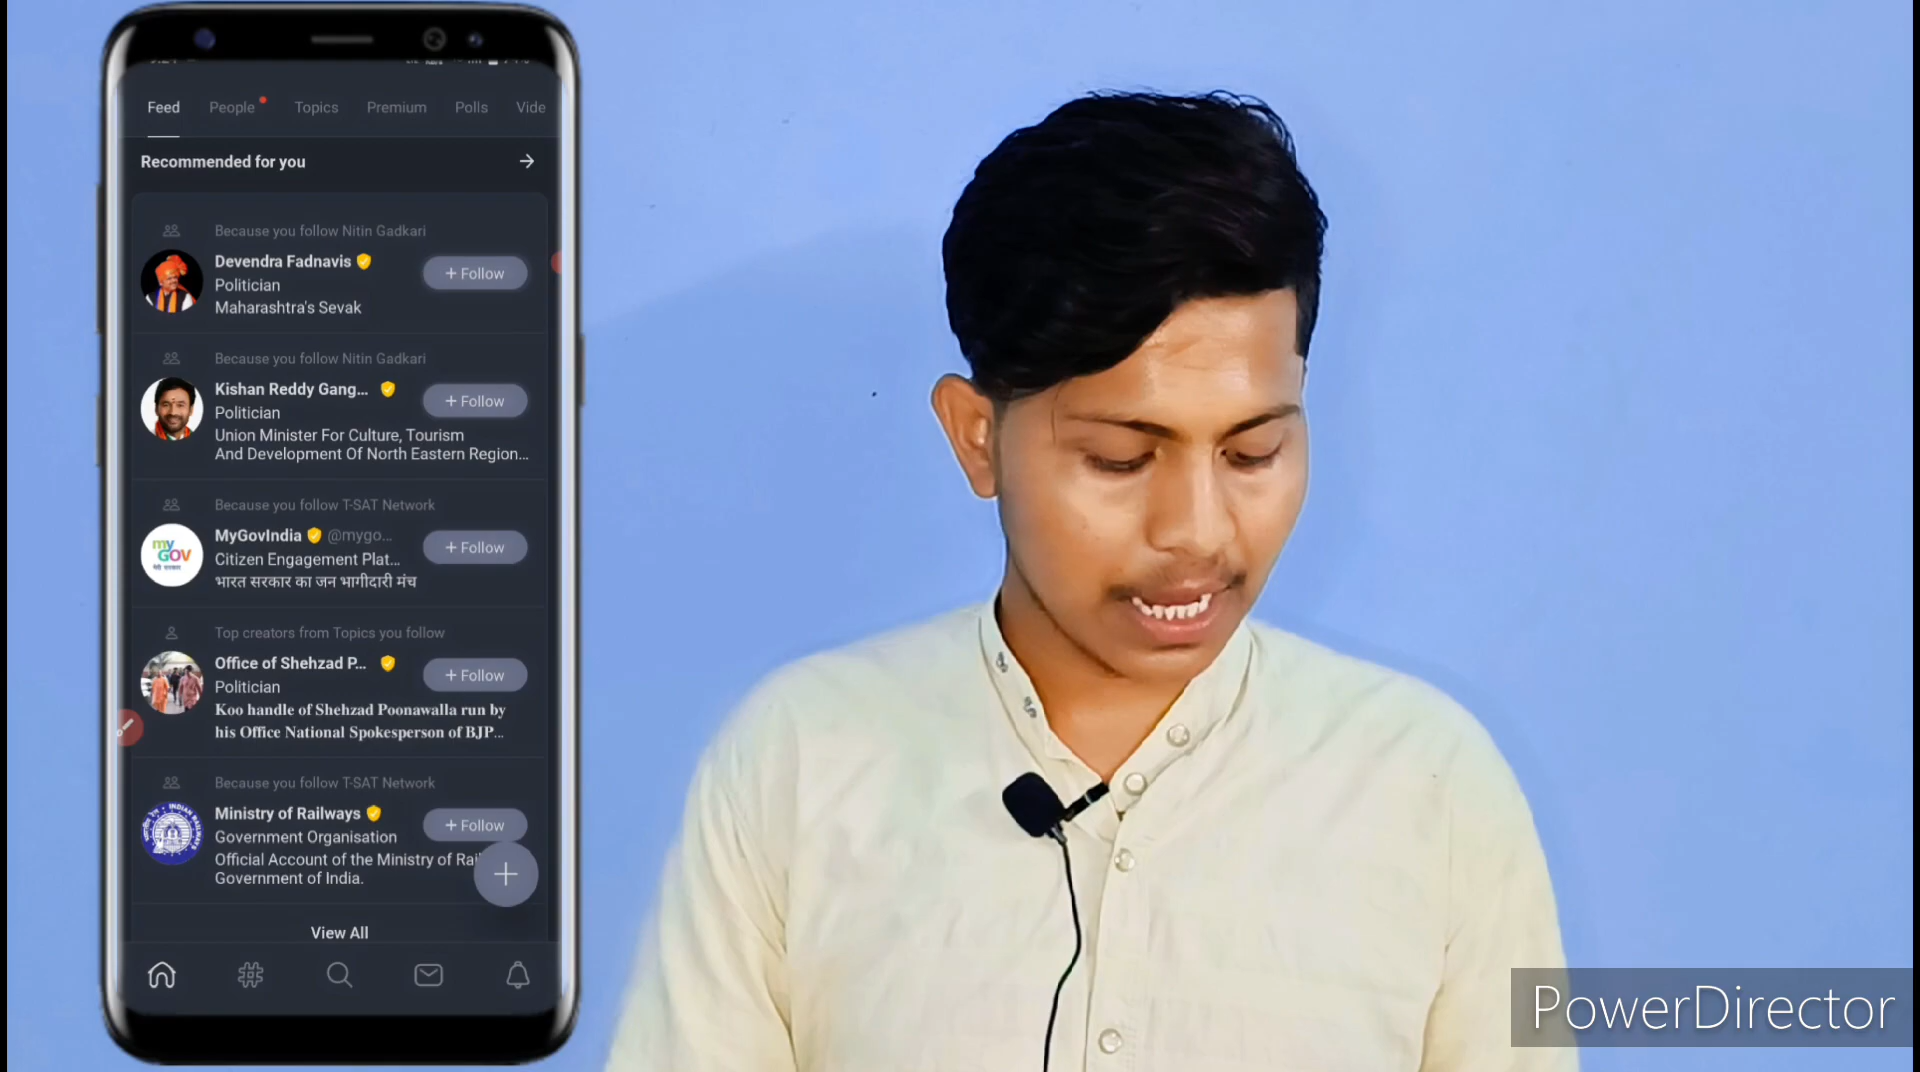 Feed People Topics Premium Polls Vide
Recommended for you
Because you follow Nitin Gadkari
Devendra Fadnavis
+ Follow
Politician
Maharashtra's Sevak
Because you follow Nitin Gadkari
Kishan Reddy Gang...
+ Follow
Politician
Union Minister For Culture, Tourism
And Development Of North Eastern Region...
Because you follow T-SAT Network
MyGovIndia @mygo...
+ Follow
Citizen Engagement Plat...
भारत सरकार का जन भागीदारी मंच
my
GOV
मेरी सरकार
Top creators from Topics you follow
Office of Shehzad P...
+ Follow
Politician
Koo handle of Shehzad Poonawalla run by
his Office National Spokesperson of BJP...
Because you follow T-SAT Network
Ministry of Railways
+ Follow
Government Organisation
Official Account of the Ministry of Rai
Government of India.
INDIAN RAILWAYS
View All
PowerDirector